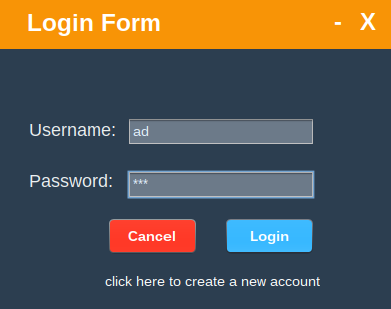 Login Form - X
Username: ad
Password: ***
Cancel Login
click here to create a new account